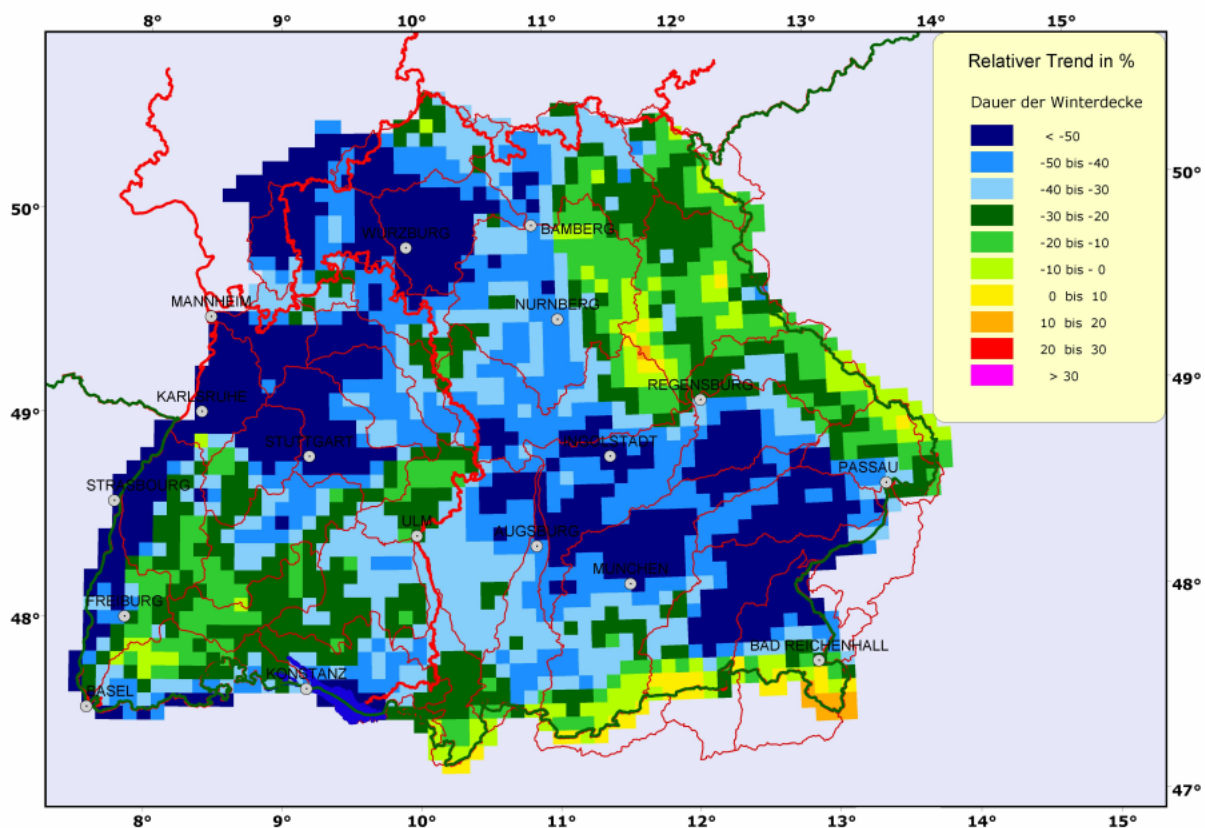 8° 9° 10° 11° 12° 13° 14° 15°
Relativer Trend in %
Dauer der Winterdecke
< -50
-50 bis -40
-40 bis -30
-30 bis -20
-20 bis -10
-10 bis - 0
0 bis 10
10 bis 20
20 bis 30
> 30
50° 50°
WÜRZBURG
BAMBERG
MANNHEIM
NÜRNBERG
49° 49°
KARLSRUHE
REGENSBURG
STUTTGART
INGOLSTADT
PASSAU
STRASBOURG
ULM
AUGSBURG
MÜNCHEN
48° 48°
FREIBURG
BAD REICHENHALL
KONSTANZ
BASEL
47°
8° 9° 10° 11° 12° 13° 14° 15°